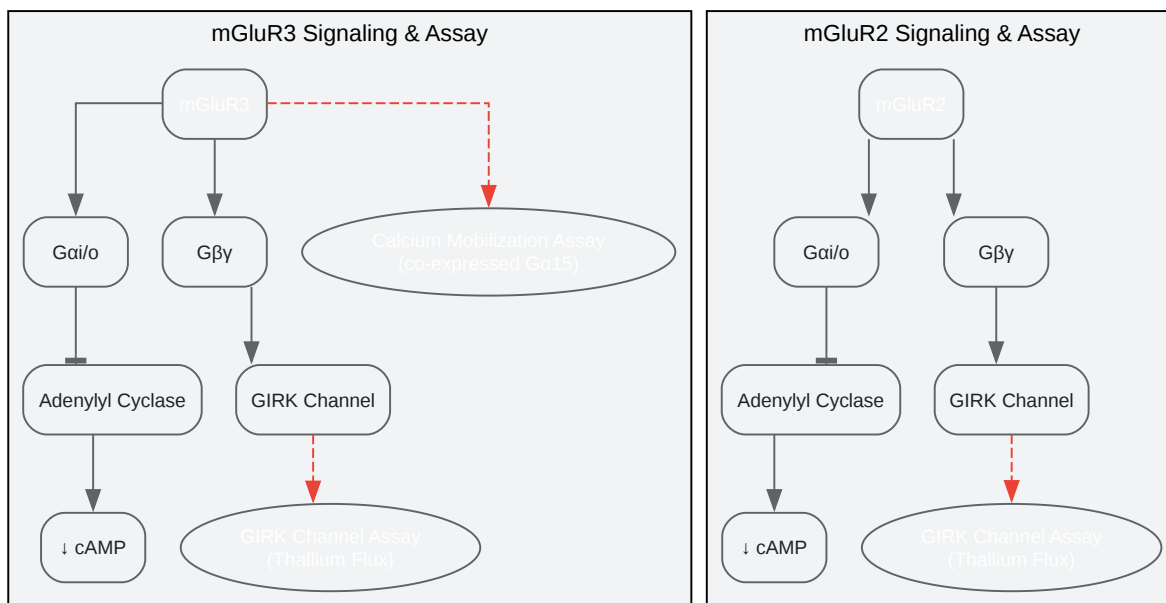 mGluR3 Signaling & Assay
mGluR3
Gαi/o
Gβγ
Calcium Mobilization Assay
(co-expressed Gα15)
Adenylyl Cyclase
GIRK Channel
↓ cAMP
GIRK Channel Assay
(Thallium Flux)
mGluR2 Signaling & Assay
mGluR2
Gαi/o
Gβγ
Adenylyl Cyclase
GIRK Channel
↓ cAMP
GIRK Channel Assay
(Thallium Flux)